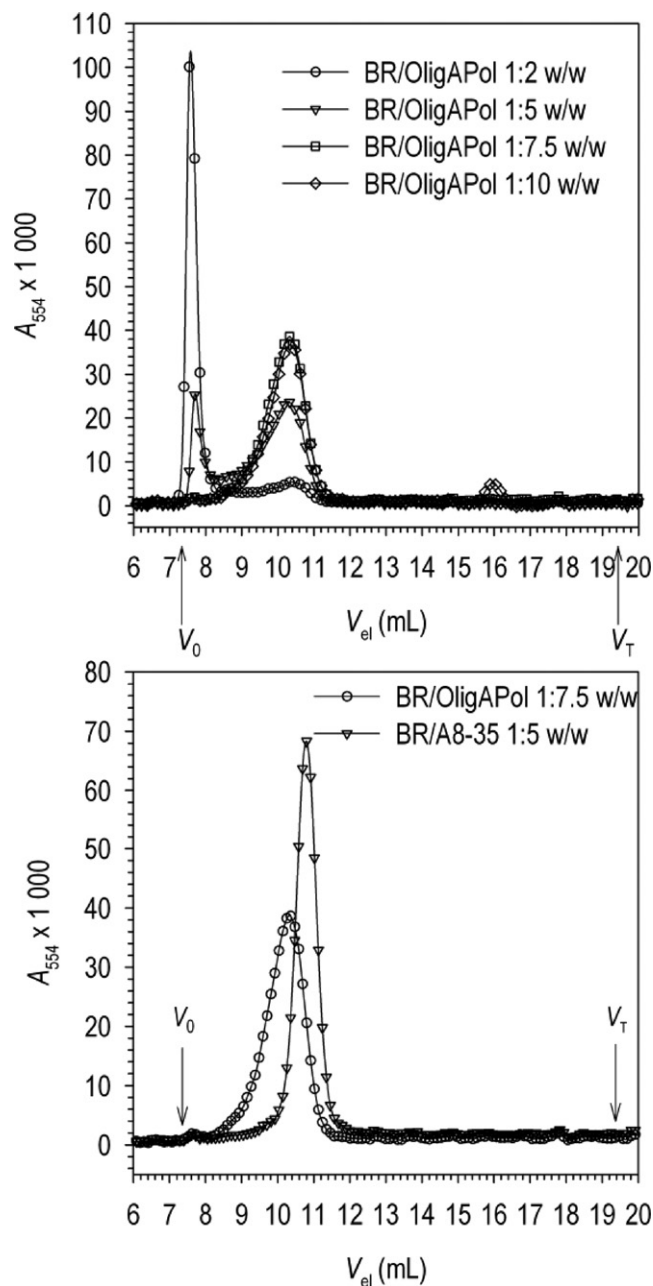 110
100
90
80
70
60
50
40
30
20
10
0
A554 x 1 000
BR/OligAPol 1:2 w/w
BR/OligAPol 1:5 w/w
BR/OligAPol 1:7.5 w/w
BR/OligAPol 1:10 w/w
6 7 8 9 10 11 12 13 14 15 16 17 18 19 20
V0 Vel (mL) VT
80
70
60
50
40
30
20
10
0
A554 x 1 000
BR/OligAPol 1:7.5 w/w
BR/A8-35 1:5 w/w
V0 VT
6 7 8 9 10 11 12 13 14 15 16 17 18 19 20
Vel (mL)